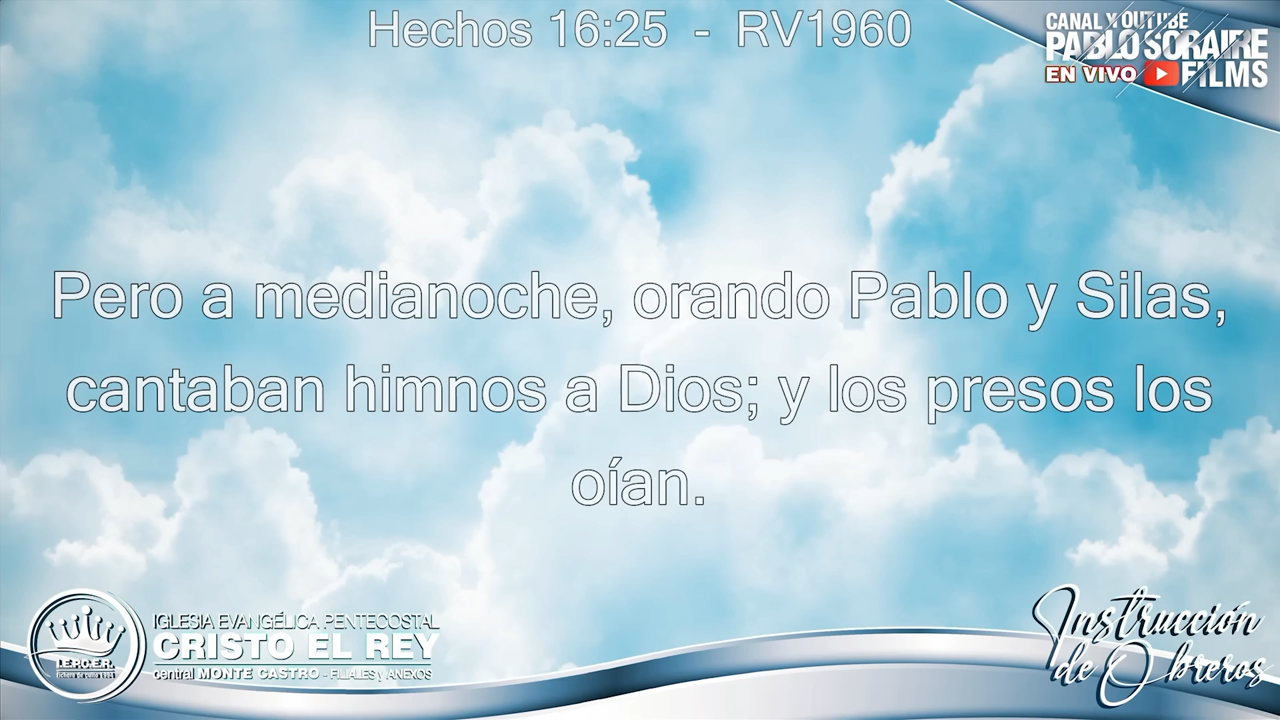 Hechos 16:25 - RV1960
CANAL YOUTUBE
PABLO SORAIRE
EN VIVO FILMS
Pero a medianoche, orando Pablo y Silas,
cantaban himnos a Dios; y los presos los
oían.
I.E.P.C.E.R.
IGLESIA EVANGÉLICA PENTECOSTAL
CRISTO EL REY
central MONTE CASTRO - FILIALES y ANEXOS
Instrucción
de Obreros